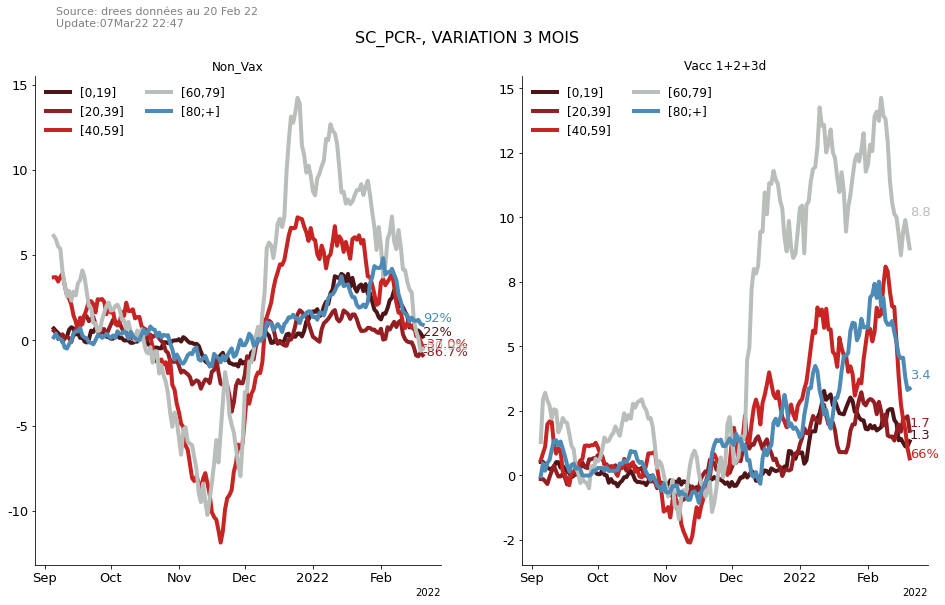 Source: drees données au 20 Feb 22
Update:07Mar22 22:47
SC_PCR-, VARIATION 3 MOIS
Non_Vax
[0,19]
[20,39]
[40,59]
[60,79]
[80;+]
15
10
5
0
-5
-10
92%
22%
-37.0%
-86.7%
Sep
Oct
Nov
Dec
2022
Feb
2022
Vacc 1+2+3d
[0,19]
[20,39]
[40,59]
[60,79]
[80;+]
15
12
10
8
5
2
0
-2
8.8
3.4
1.7
1.3
66%
Sep
Oct
Nov
Dec
2022
Feb
2022